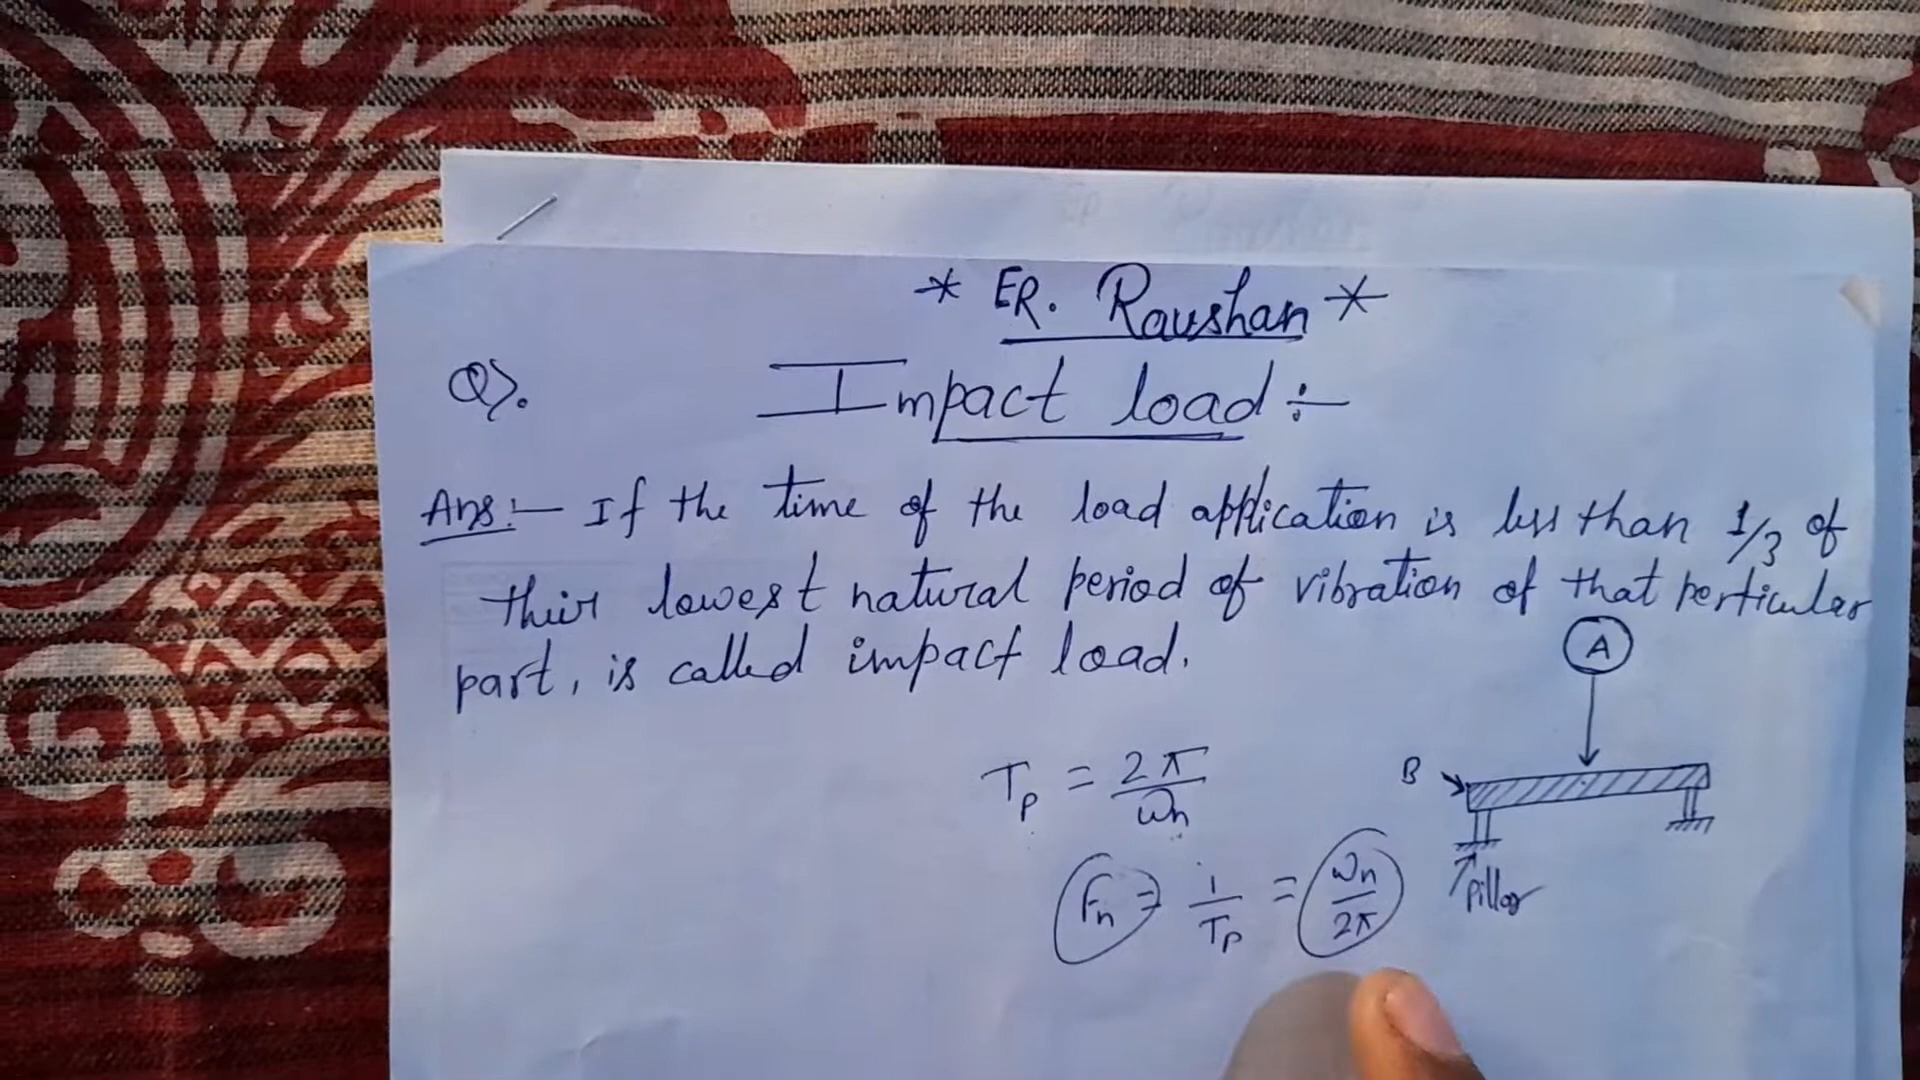 * ER. Raushan *
Q).
Impact load :-
Ans:- If the time of the load application is less than 1/3 of
their lowest natural period of vibration of that perticular
part, is called impact load.
A
Tp = 2π/ωn
B
Fn = 1/Tp = ωn/2π
pillar